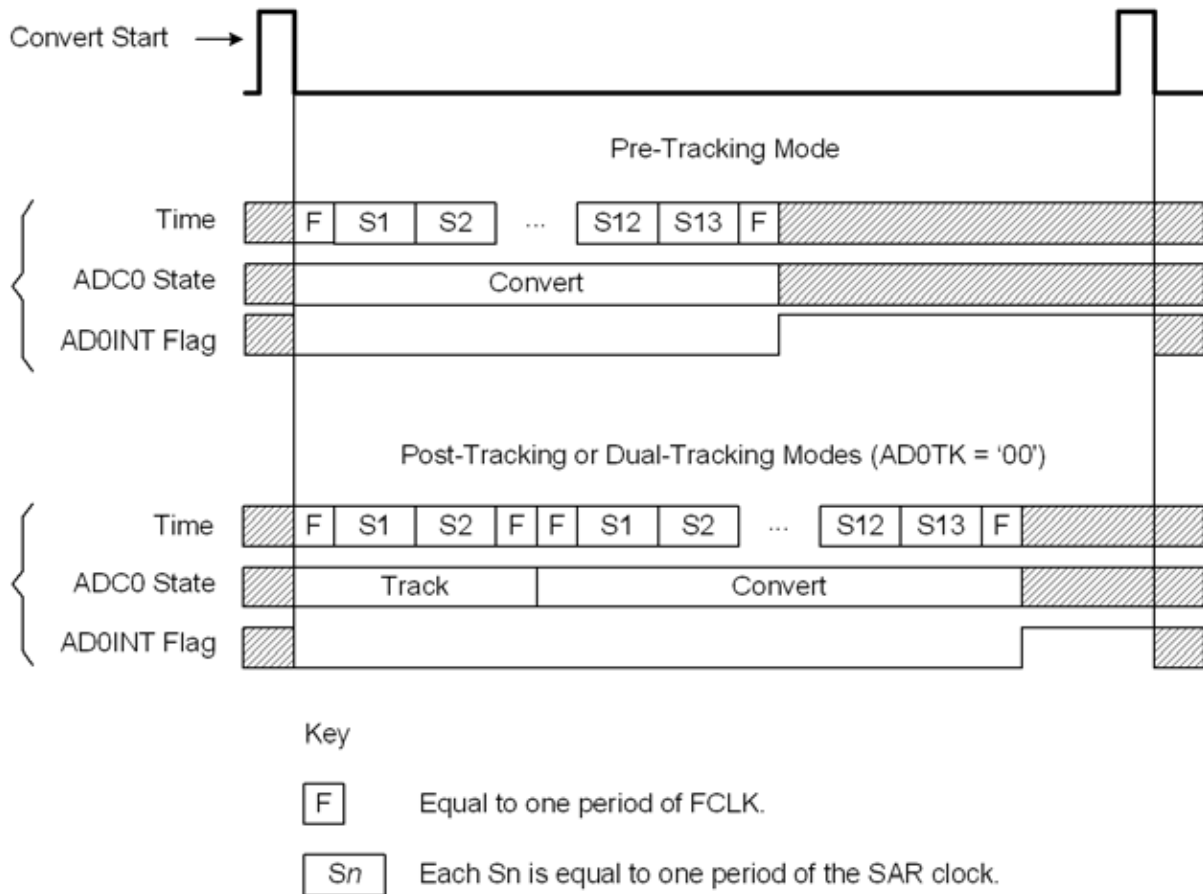 Convert Start
Pre-Tracking Mode
Time F S1 S2 ... S12 S13 F
ADC0 State Convert
AD0INT Flag
Post-Tracking or Dual-Tracking Modes (AD0TK = ‘00’)
Time F S1 S2 F F S1 S2 ... S12 S13 F
ADC0 State Track Convert
AD0INT Flag
Key
F Equal to one period of FCLK.
Sn Each Sn is equal to one period of the SAR clock.